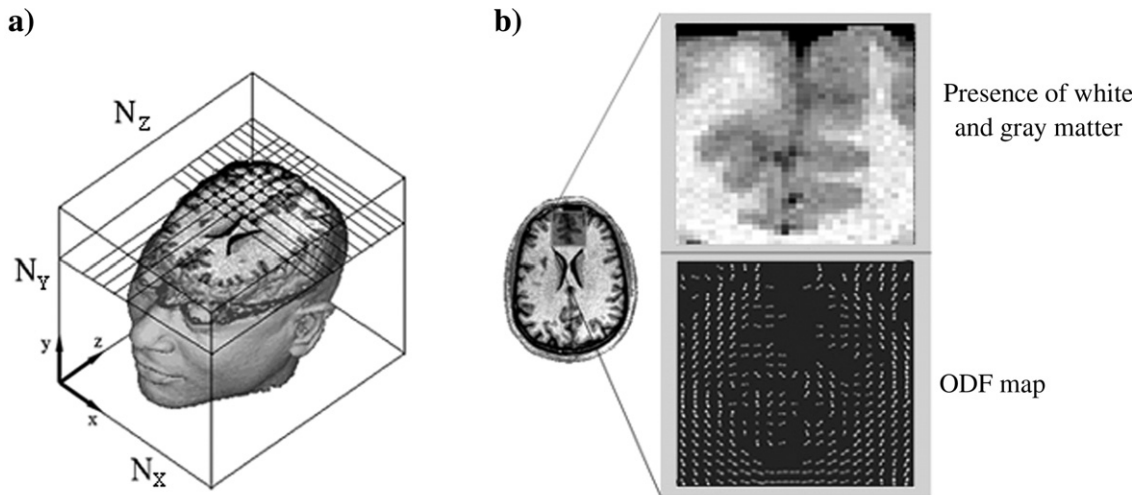 a)
N_Z
N_Y
y
z
x
N_X
b)
Presence of white
and gray matter
ODF map